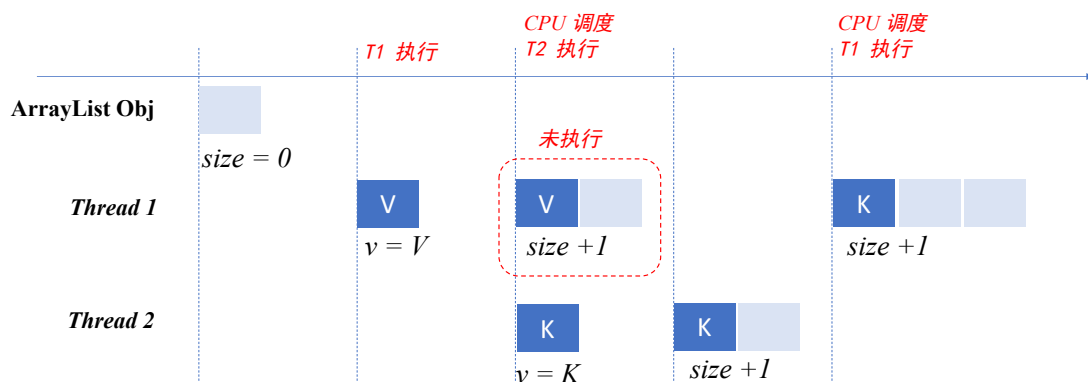 CPU 调度
T1 执行
T2 执行
CPU 调度
T1 执行
ArrayList Obj
size = 0
未执行
Thread 1
V
v = V
V
size +1
K
size +1
Thread 2
K
v = K
K
size +1